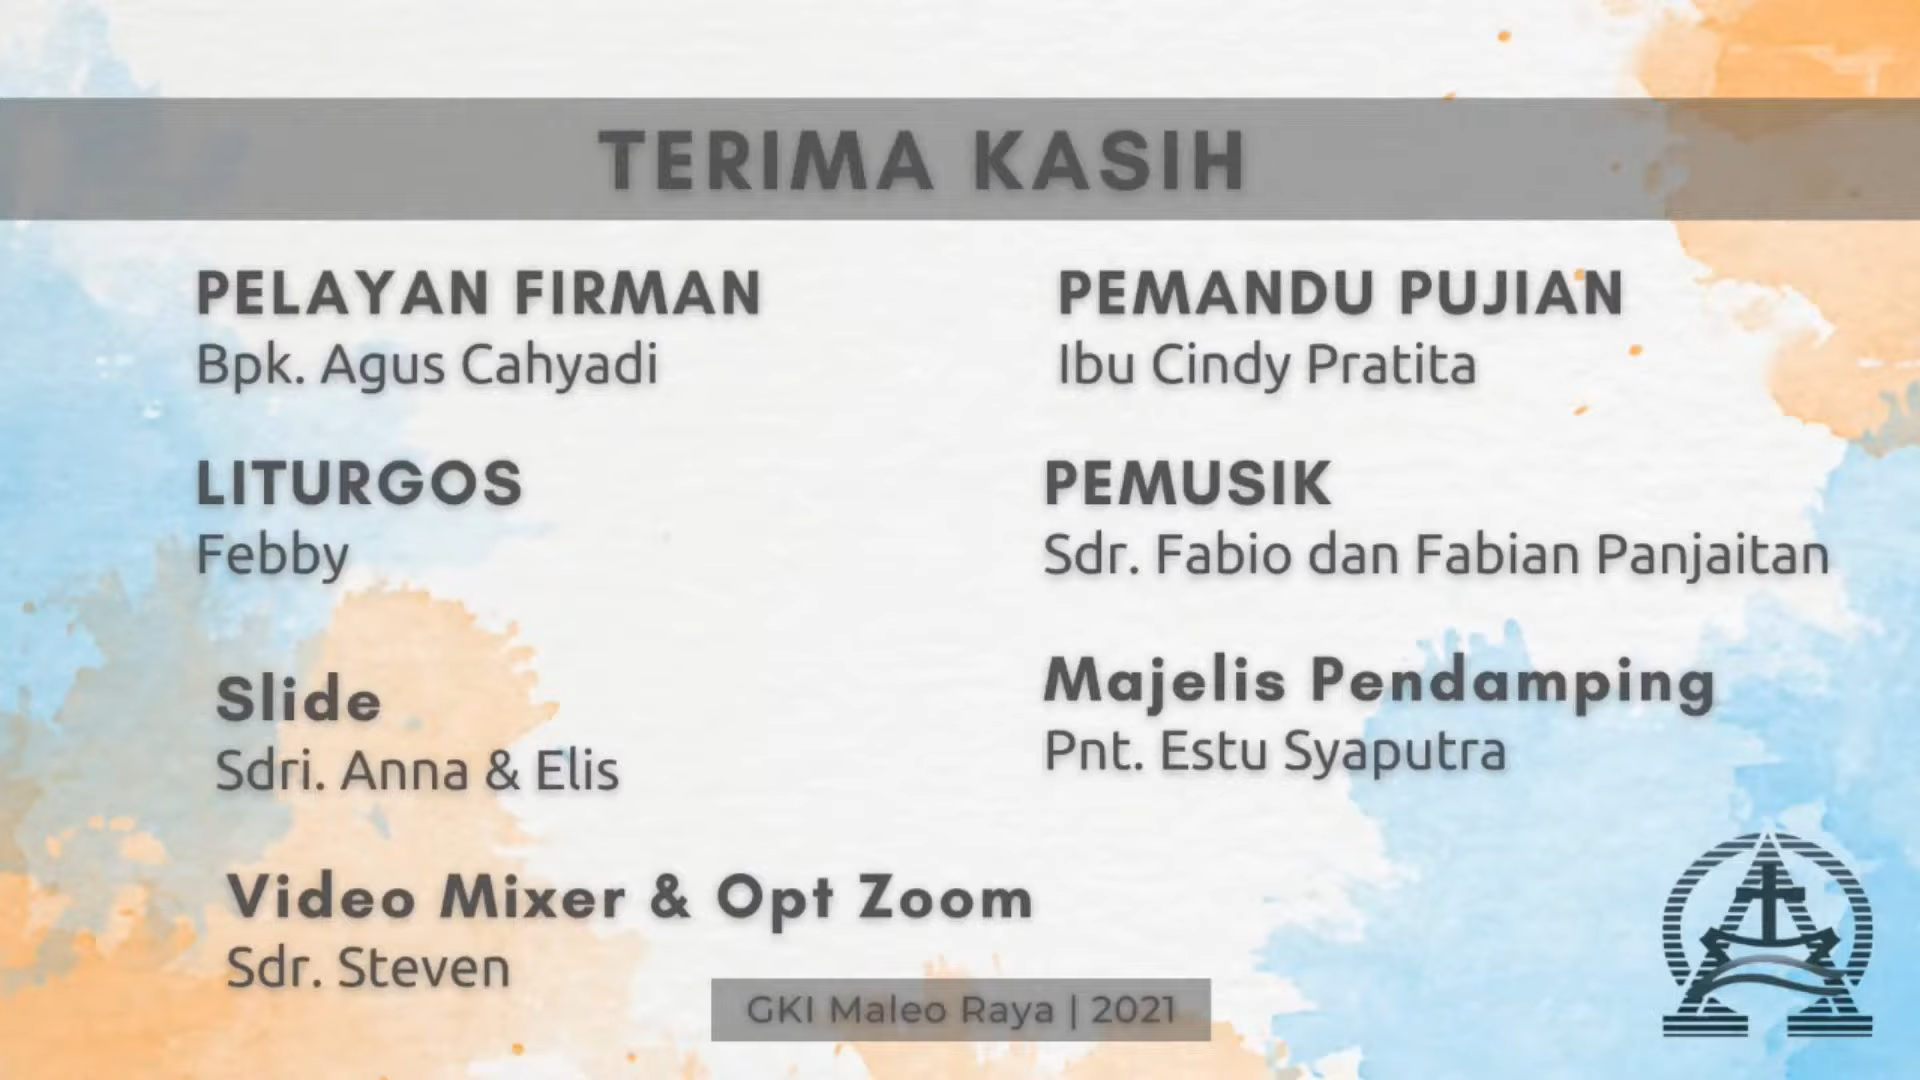 TERIMA KASIH
PELAYAN FIRMAN
Bpk. Agus Cahyadi
PEMANDU PUJIAN
Ibu Cindy Pratita
LITURGOS
Febby
PEMUSIK
Sdr. Fabio dan Fabian Panjaitan
Slide
Sdri. Anna & Elis
Majelis Pendamping
Pnt. Estu Syaputra
Video Mixer & Opt Zoom
Sdr. Steven
GKI Maleo Raya | 2021